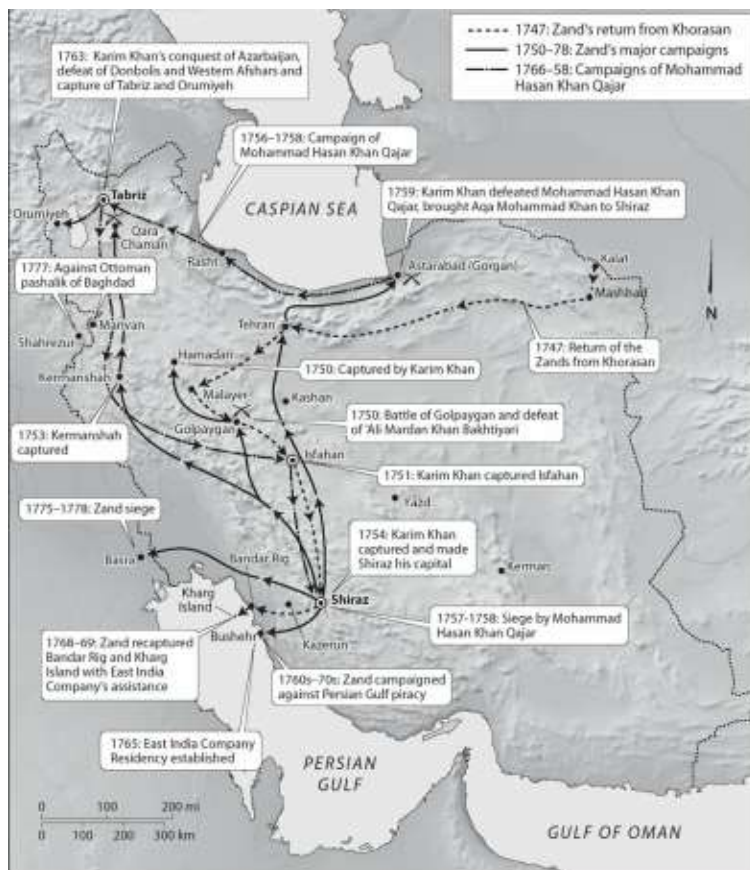 1747: Zand's return from Khorasan
1750–78: Zand's major campaigns
1766–58: Campaigns of Mohammad
Hasan Khan Qajar
1763: Karim Khan's conquest of Azarbaijan,
defeat of Donbolis and Western Afshars and
capture of Tabriz and Orumiyeh
1756–1758: Campaign of
Mohammad Hasan Khan Qajar
1759: Karim Khan defeated Mohammad Hasan Khan
Qajar, brought Aqa Mohammad Khan to Shiraz
Tabriz
Orumiyeh
Qara
Chaman
CASPIAN SEA
Rasht
Astarabad (Gorgan)
Kalat
Mashhad
N
1777: Against Ottoman
pashalik of Baghdad
Marivan
Shahrezur
Tehran
1747: Return of the
Zands from Khorasan
Hamadan
1750: Captured by Karim Khan
Kermanshah
Malayer
Kashan
Golpaygan
1750: Battle of Golpaygan and defeat
of 'Ali Mardan Khan Bakhtiyari
1753: Kermanshah
captured
Isfahan
1751: Karim Khan captured Isfahan
1775–1778: Zand siege
Yazd
1754: Karim Khan
captured and made
Shiraz his capital
Basra
Bandar Rig
Kerman
Kharg
Island
Shiraz
1757-1758: Siege by Mohammad
Hasan Khan Qajar
1768–69: Zand recaptured
Bandar Rig and Kharg
Island with East India
Company's assistance
Bushehr
Kazerun
1760s–70s: Zand campaigned
against Persian Gulf piracy
1765: East India Company
Residency established
PERSIAN
GULF
GULF OF OMAN
0 100 200 mi
0 100 200 300 km